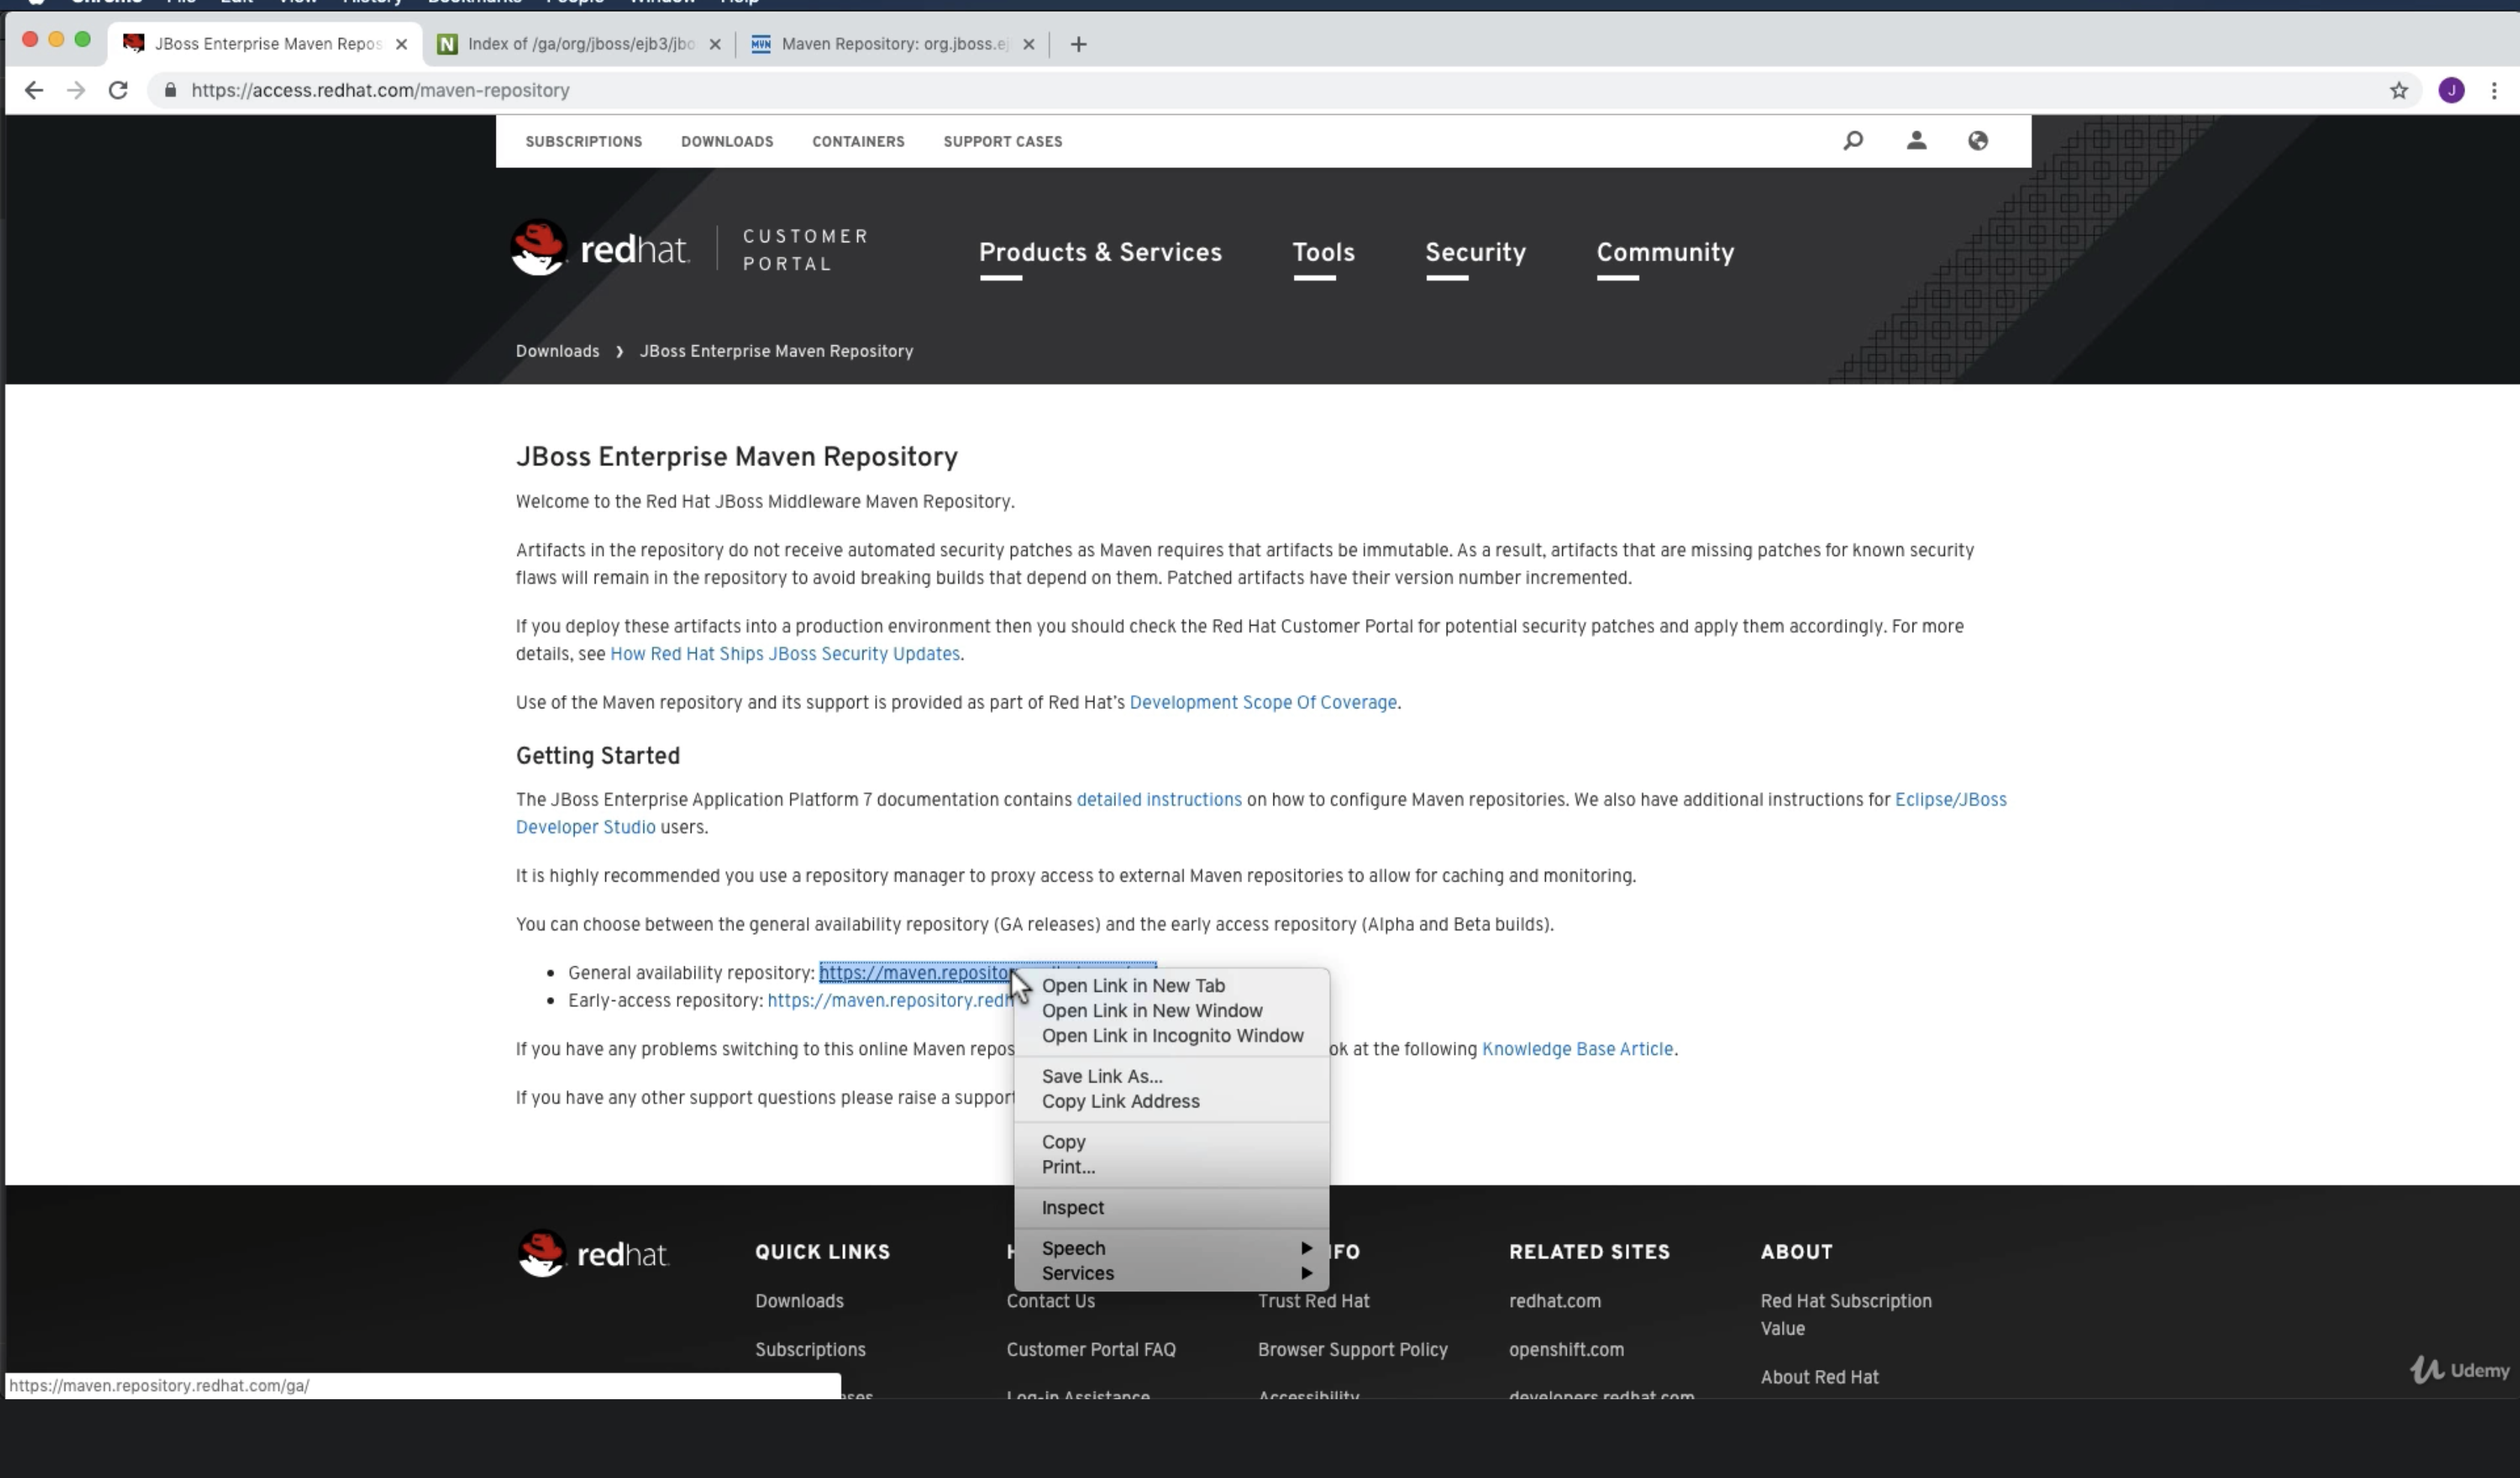 Chrome File Edit View History Bookmarks People Window Help
JBoss Enterprise Maven Repos
Index of /ga/org/jboss/ejb3/jbo
MVN
Maven Repository: org.jboss.ej
https://access.redhat.com/maven-repository
J
SUBSCRIPTIONS DOWNLOADS CONTAINERS SUPPORT CASES
redhat.
CUSTOMER
PORTAL
Products & Services Tools Security Community
Downloads ❯ JBoss Enterprise Maven Repository
JBoss Enterprise Maven Repository
Welcome to the Red Hat JBoss Middleware Maven Repository.
Artifacts in the repository do not receive automated security patches as Maven requires that artifacts be immutable. As a result, artifacts that are missing patches for known security
flaws will remain in the repository to avoid breaking builds that depend on them. Patched artifacts have their version number incremented.
If you deploy these artifacts into a production environment then you should check the Red Hat Customer Portal for potential security patches and apply them accordingly. For more
details, see How Red Hat Ships JBoss Security Updates.
Use of the Maven repository and its support is provided as part of Red Hat's Development Scope Of Coverage.
Getting Started
The JBoss Enterprise Application Platform 7 documentation contains detailed instructions on how to configure Maven repositories. We also have additional instructions for Eclipse/JBoss
Developer Studio users.
It is highly recommended you use a repository manager to proxy access to external Maven repositories to allow for caching and monitoring.
You can choose between the general availability repository (GA releases) and the early access repository (Alpha and Beta builds).
• General availability repository: https://maven.reposito
• Early-access repository: https://maven.repository.redh
If you have any problems switching to this online Maven repos ok at the following Knowledge Base Article.
If you have any other support questions please raise a support
Open Link in New Tab
Open Link in New Window
Open Link in Incognito Window
Save Link As...
Copy Link Address
Copy
Print...
Inspect
Speech
Services
redhat.
QUICK LINKS
Downloads
Subscriptions
Contact Us
Customer Portal FAQ
Log-in Assistance
FO
Trust Red Hat
Browser Support Policy
Accessibility
RELATED SITES
redhat.com
openshift.com
developers.redhat.com
ABOUT
Red Hat Subscription
Value
About Red Hat
https://maven.repository.redhat.com/ga/
Udemy